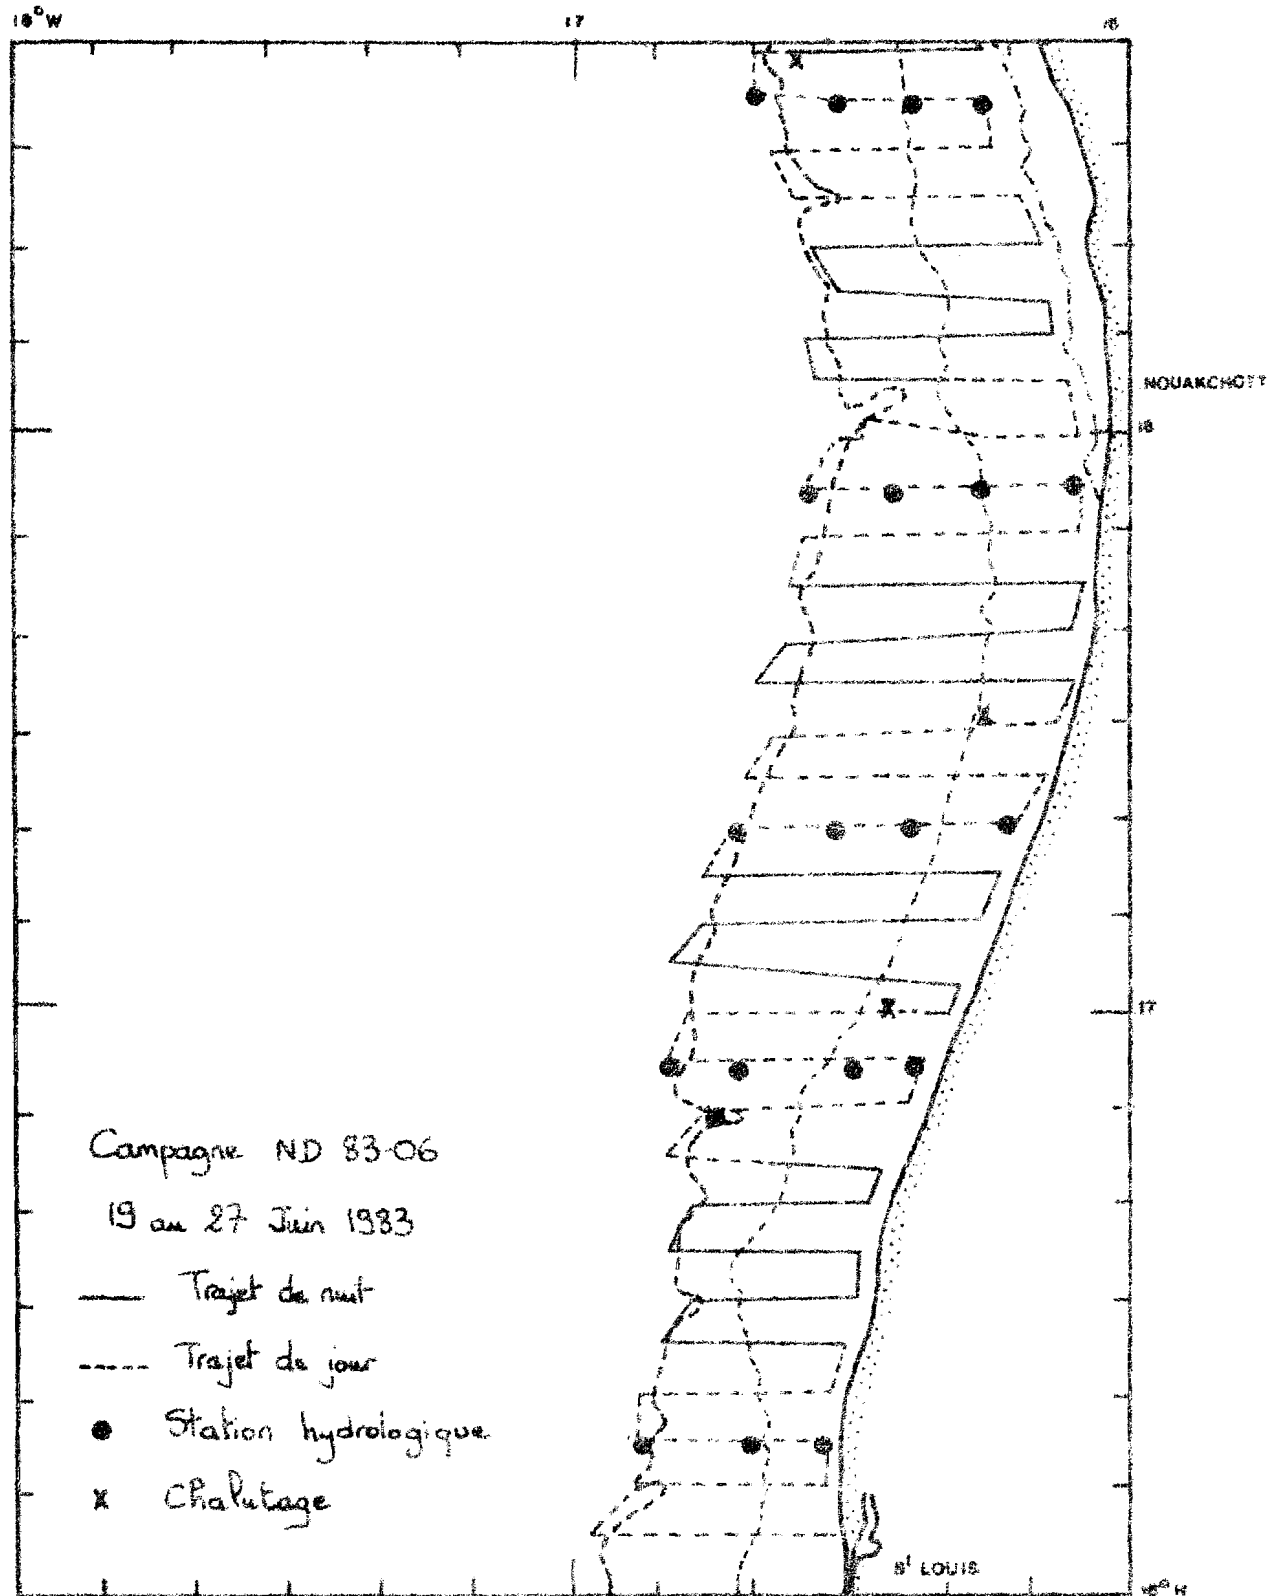 18°W 17 16
NOUAKCHOTT
18
17
Campagne ND 83-06
19 au 27 Juin 1983
Trajet de nuit
Trajet de jour
Station hydrologique
Chalutage
St LOUIS